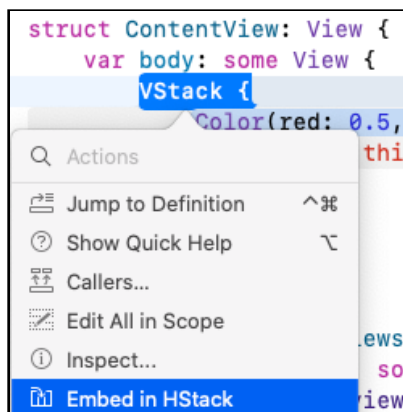 struct ContentView: View {
var body: some View {
VStack {
Color(red: 0.5,
Actions
thi
Jump to Definition ^⌘
Show Quick Help ⌥
Callers...
Edit All in Scope
iews
Inspect...
so
Embed in HStack
view